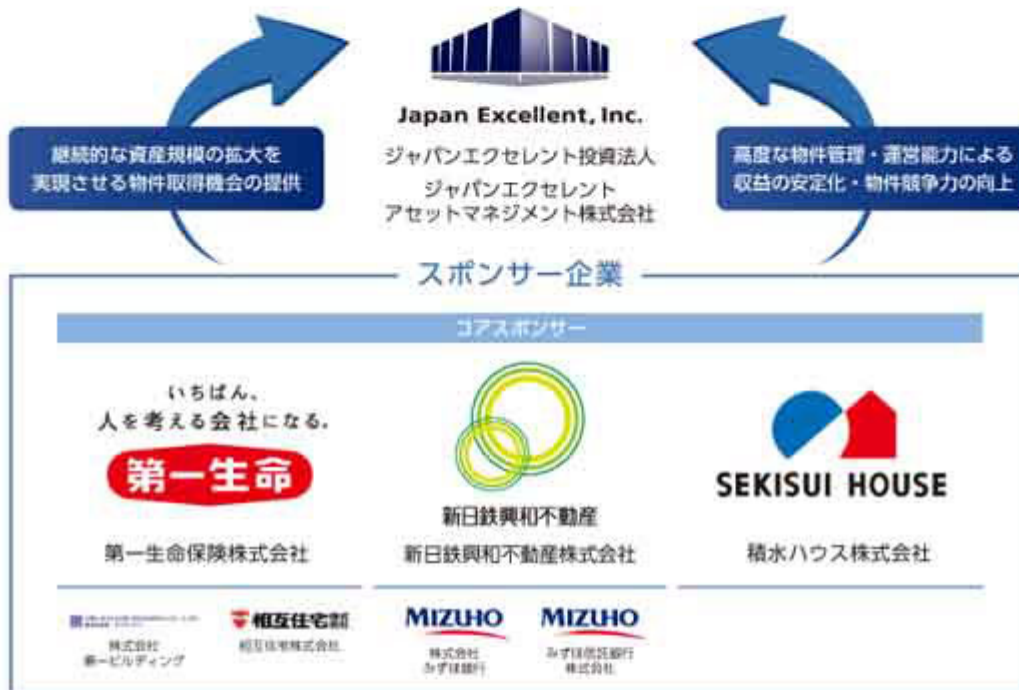 Japan Excellent, Inc.
継続的な資産規模の拡大を
実現させる物件取得機会の提供
ジャパンエクセレント投資法人
ジャパンエクセレント
アセットマネジメント株式会社
高度な物件管理・運営能力による
収益の安定化・物件競争力の向上
スポンサー企業
コアスポンサー
いちばん、
人を考える会社になる。
第一生命
第一生命保険株式会社
新日鉄興和不動産
新日鉄興和不動産株式会社
SEKISUI HOUSE
積水ハウス株式会社
株式会社
第一ビルディング
相互住宅
相互住宅株式会社
MIZUHO
株式会社
みずほ銀行
MIZUHO
みずほ信託銀行
株式会社